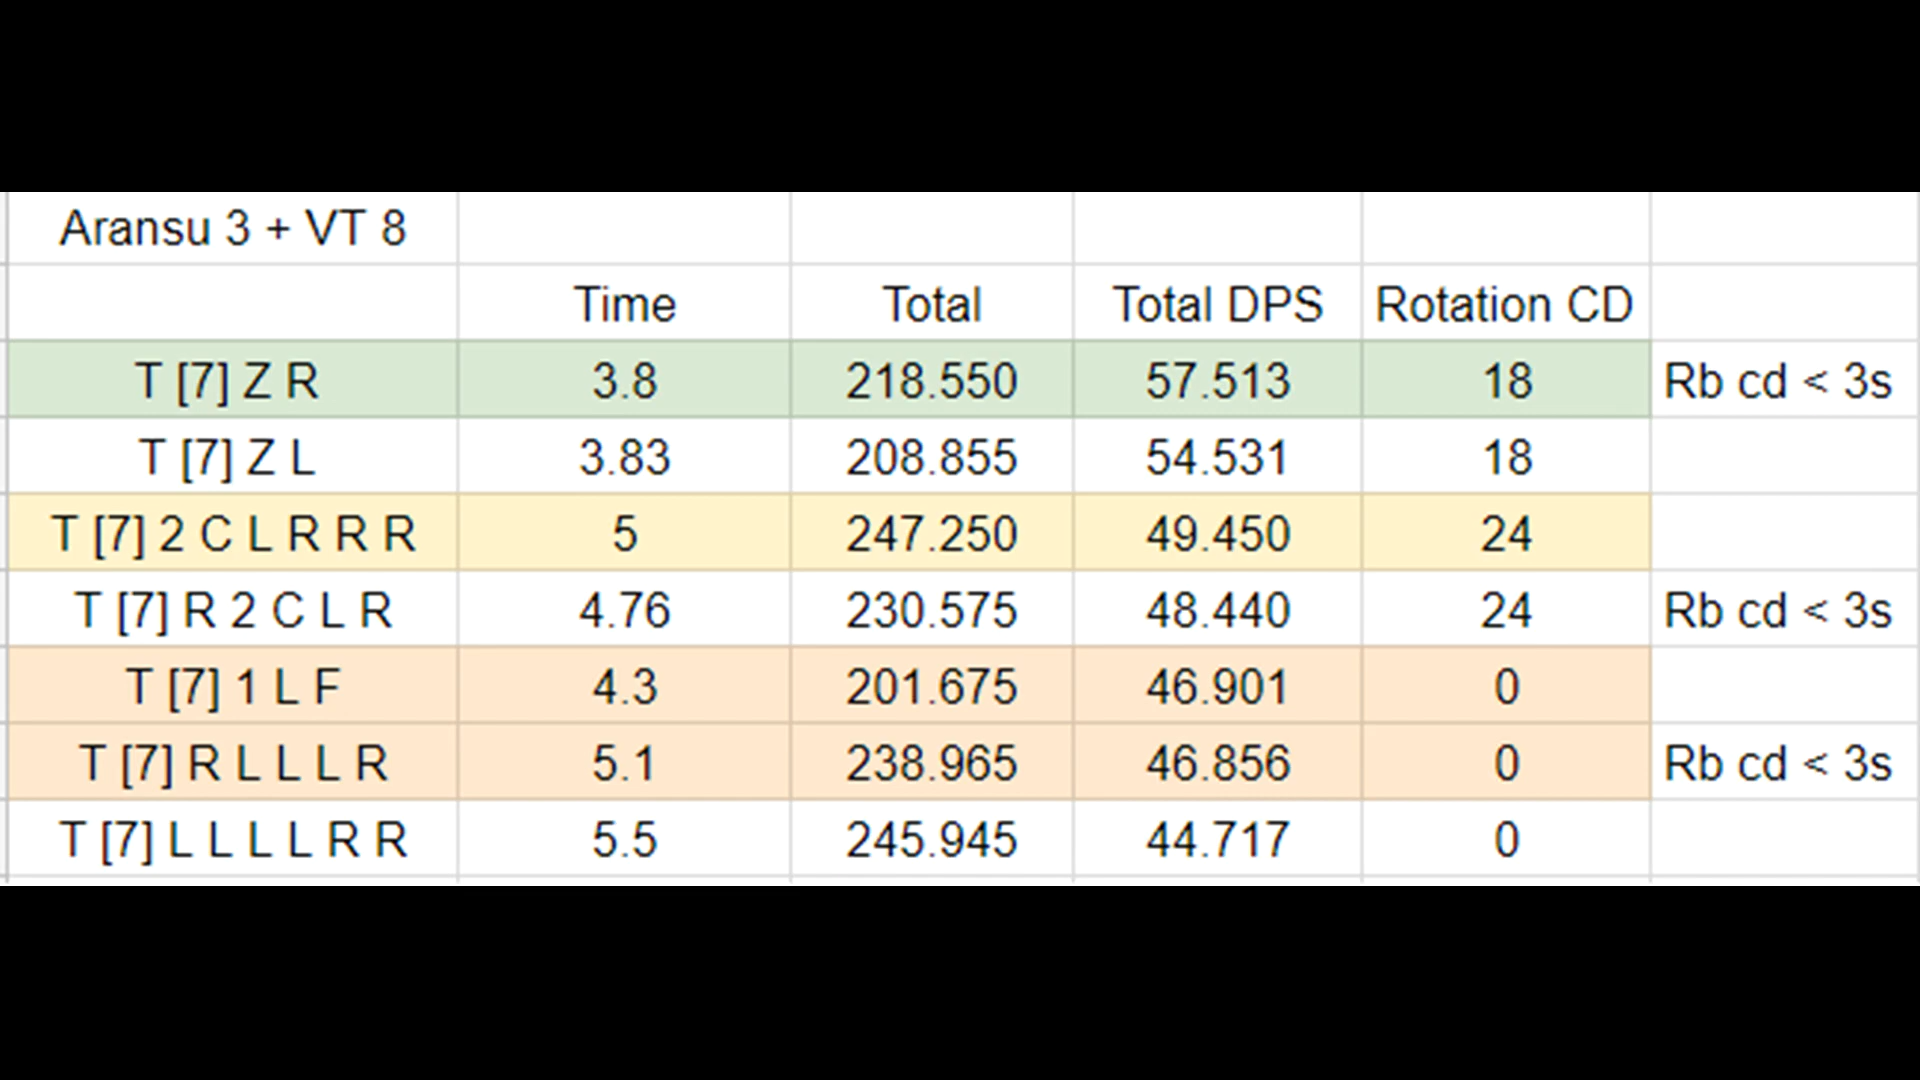 Aransu 3 + VT 8
Time Total Total DPS Rotation CD
T [7] Z R 3.8 218.550 57.513 18 Rb cd < 3s
T [7] Z L 3.83 208.855 54.531 18
T [7] 2 C L R R R 5 247.250 49.450 24
T [7] R 2 C L R 4.76 230.575 48.440 24 Rb cd < 3s
T [7] 1 L F 4.3 201.675 46.901 0
T [7] R L L L R 5.1 238.965 46.856 0 Rb cd < 3s
T [7] L L L L R R 5.5 245.945 44.717 0